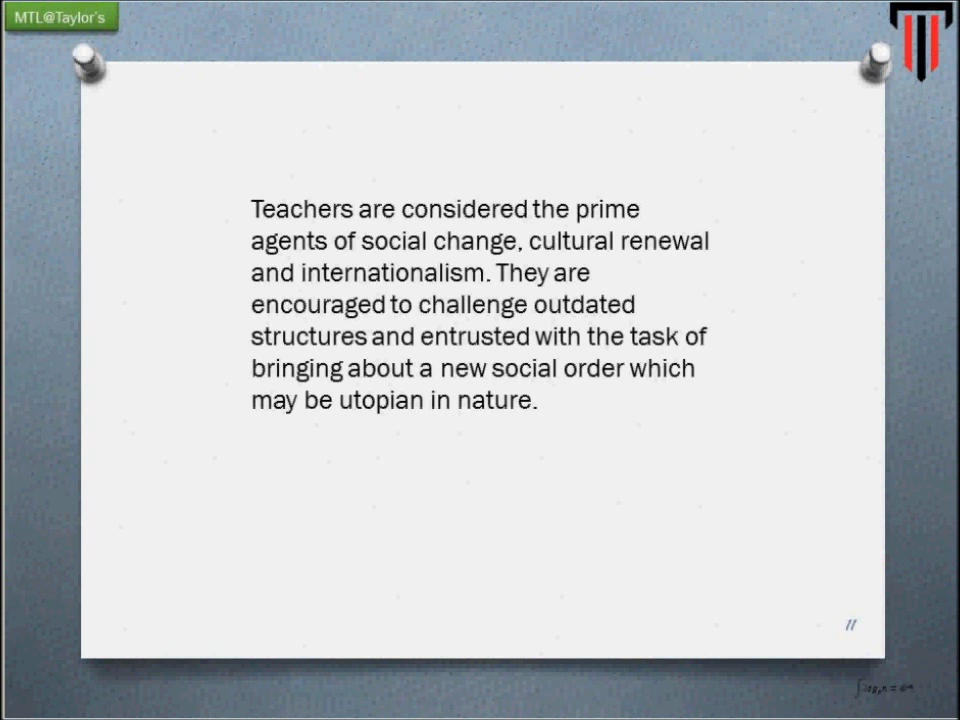 MTL@Taylor's
Teachers are considered the prime
agents of social change, cultural renewal
and internationalism. They are
encouraged to challenge outdated
structures and entrusted with the task of
bringing about a new social order which
may be utopian in nature.
11